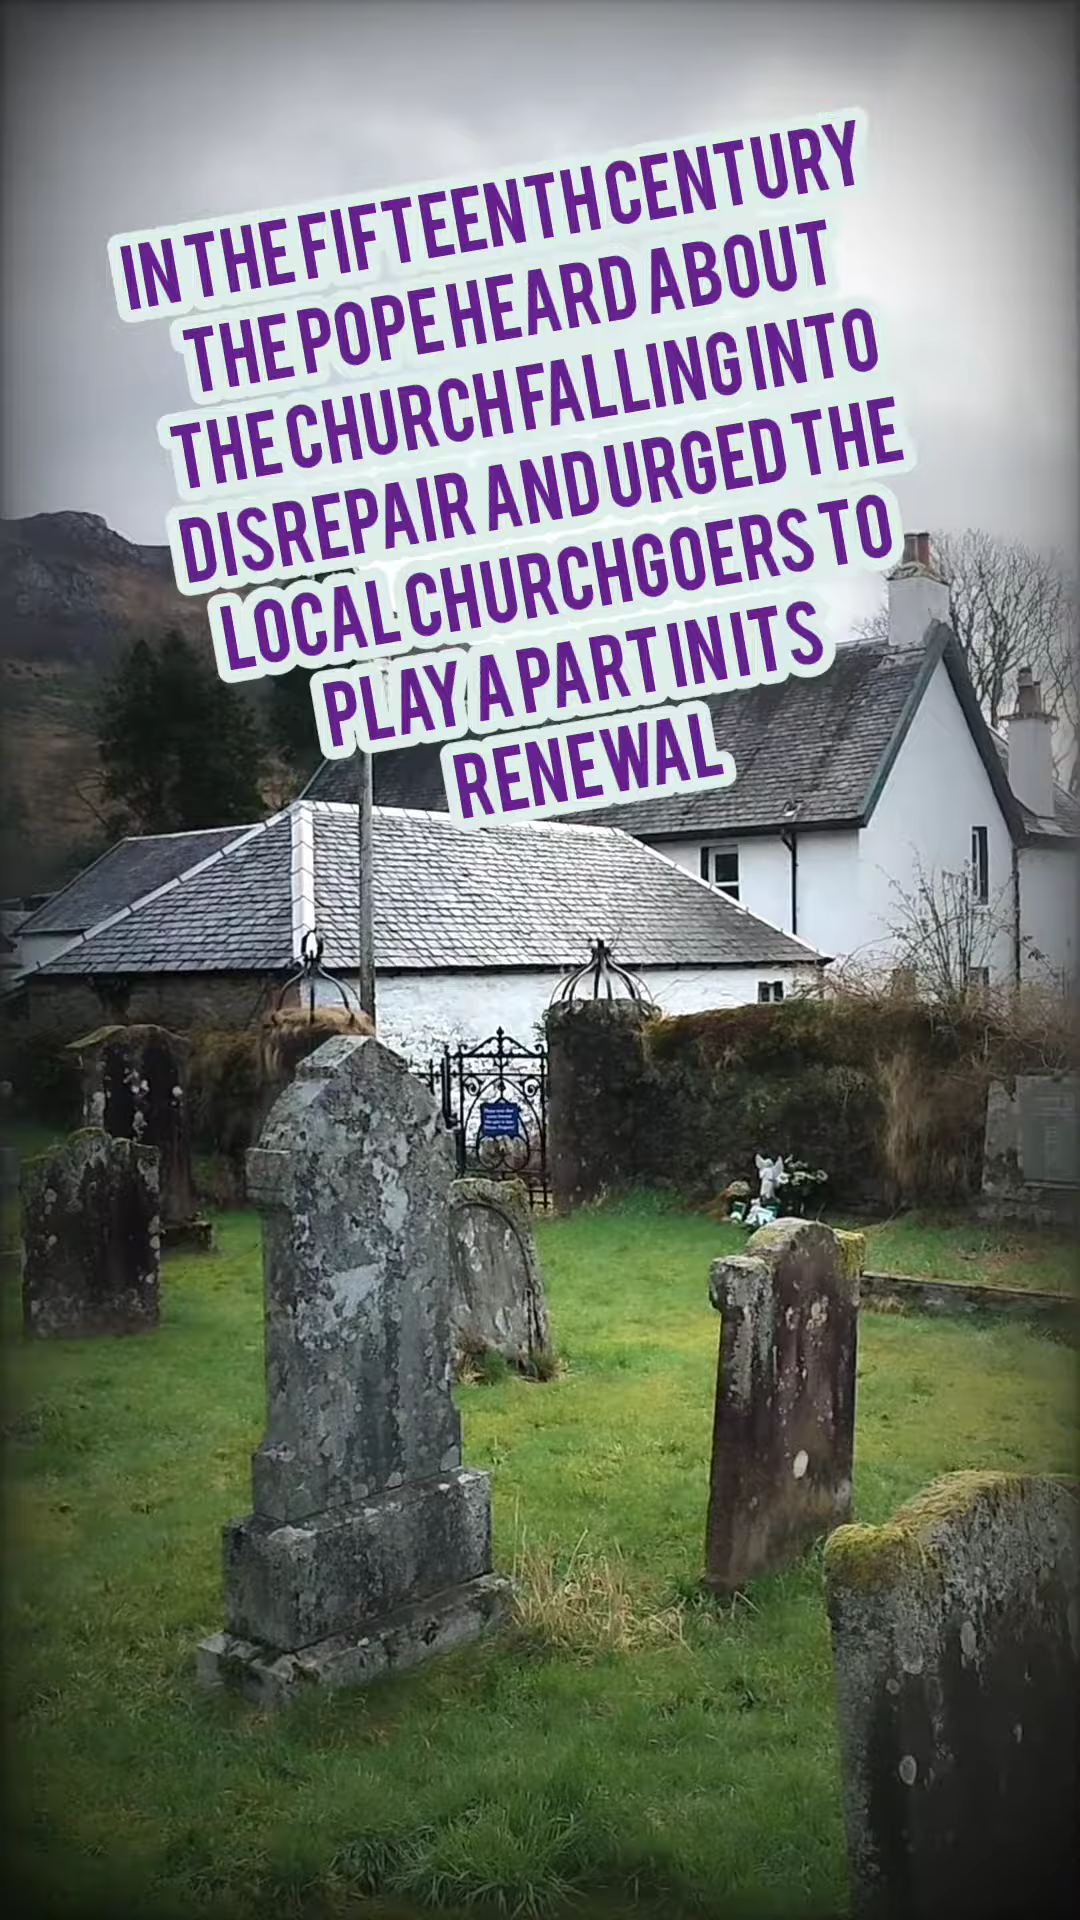 IN THE FIFTEENTH CENTURY
THE POPE HEARD ABOUT
THE CHURCH FALLING INTO
DISREPAIR AND URGED THE
LOCAL CHURCHGOERS TO
PLAY A PART IN ITS
RENEWAL